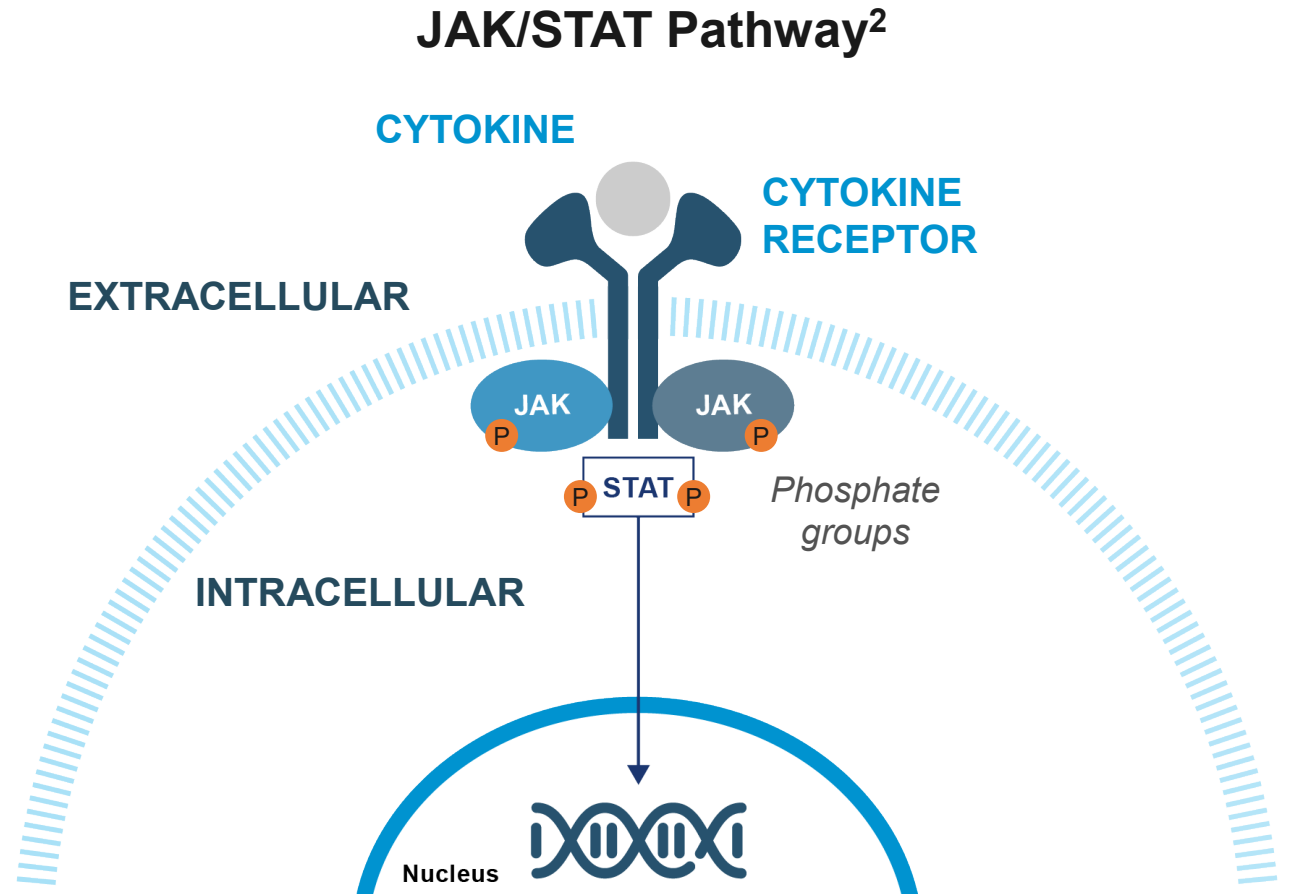 JAK/STAT Pathway²
CYTOKINE
CYTOKINE
RECEPTOR
EXTRACELLULAR
JAK
JAK
P
P
STAT
P
P
Phosphate
groups
INTRACELLULAR
Nucleus